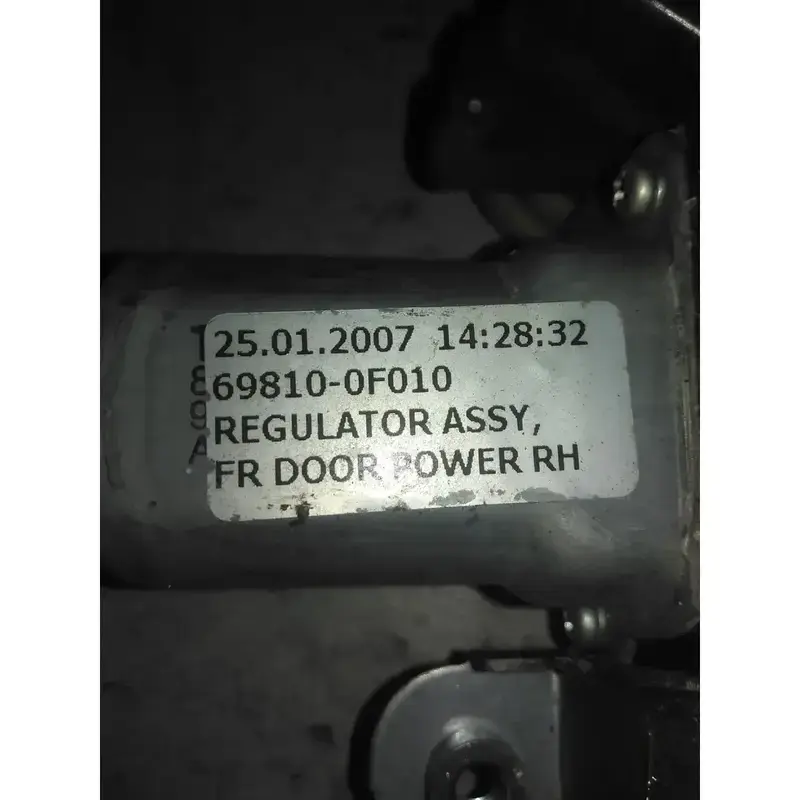 25.01.2007 14:28:32
69810-0F010
REGULATOR ASSY,
FR DOOR POWER RH